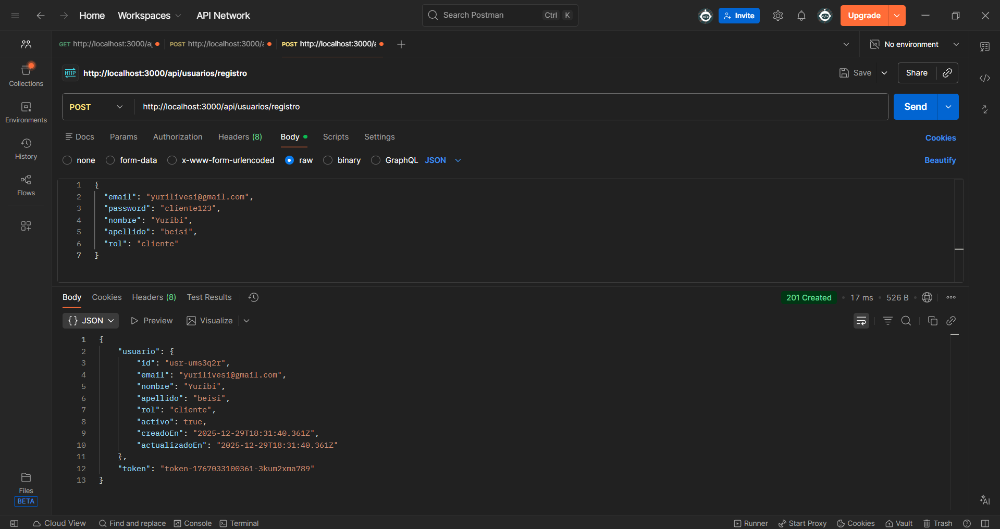 Home Workspaces API Network Search Postman Ctrl K Invite Upgrade
GET http://localhost:3000/a POST http://localhost:3000/ POST http://localhost:3000/ No environment
HTTP http://localhost:3000/api/usuarios/registro Save Share
Collections
POST http://localhost:3000/api/usuarios/registro Send
Environments
Docs Params Authorization Headers (8) Body Scripts Settings Cookies
History
none form-data x-www-form-urlencoded raw binary GraphQL JSON Beautify
Flows
1 {
2 "email": "yurilivesi@gmail.com",
3 "password": "cliente123",
4 "nombre": "Yuribi",
5 "apellido": "beisi",
6 "rol": "cliente"
7 }
Body Cookies Headers (8) Test Results 201 Created 17 ms 526 B
{} JSON Preview Visualize
1 {
2 "usuario": {
3 "id": "usr-ums3q2r",
4 "email": "yurilivesi@gmail.com",
5 "nombre": "Yuribi",
6 "apellido": "beisi",
7 "rol": "cliente",
8 "activo": true,
9 "creadoEn": "2025-12-29T18:31:40.361Z",
10 "actualizadoEn": "2025-12-29T18:31:40.361Z"
11 },
12 "token": "token-1767033100361-3kum2xma789"
13 }
Files
BETA
AI
Cloud View Find and replace Console Terminal Runner Start Proxy Cookies Vault Trash